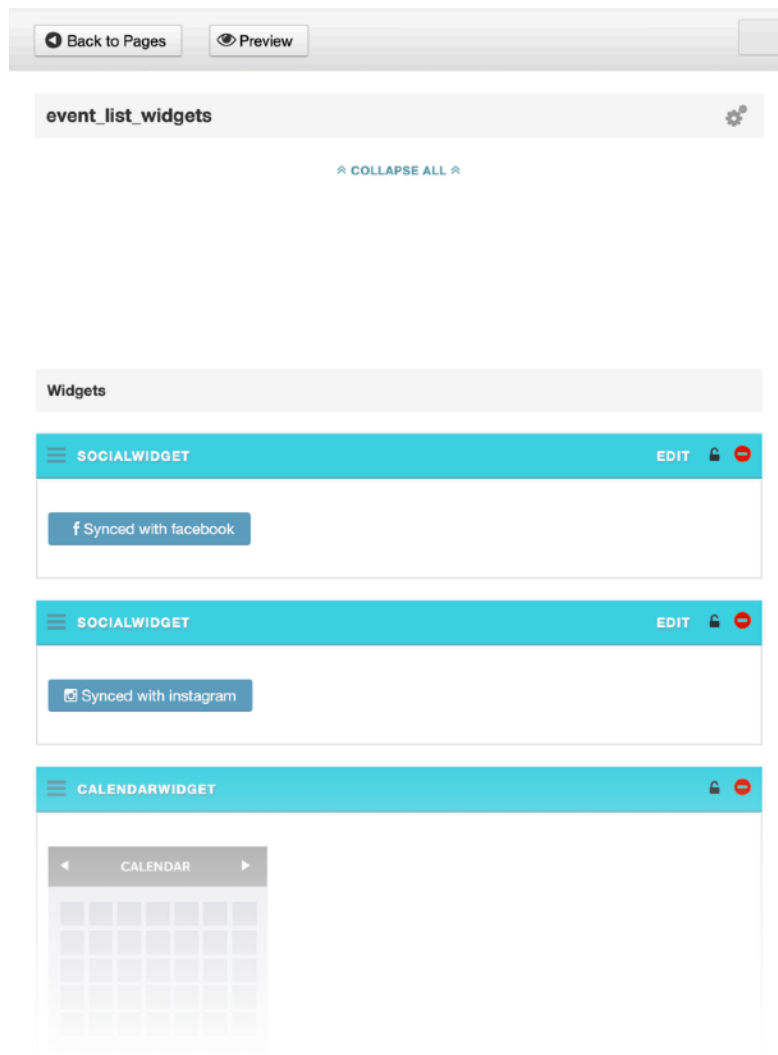 Back to Pages Preview
event_list_widgets
COLLAPSE ALL
Widgets
SOCIALWIDGET EDIT
Synced with facebook
SOCIALWIDGET EDIT
Synced with instagram
CALENDARWIDGET
CALENDAR